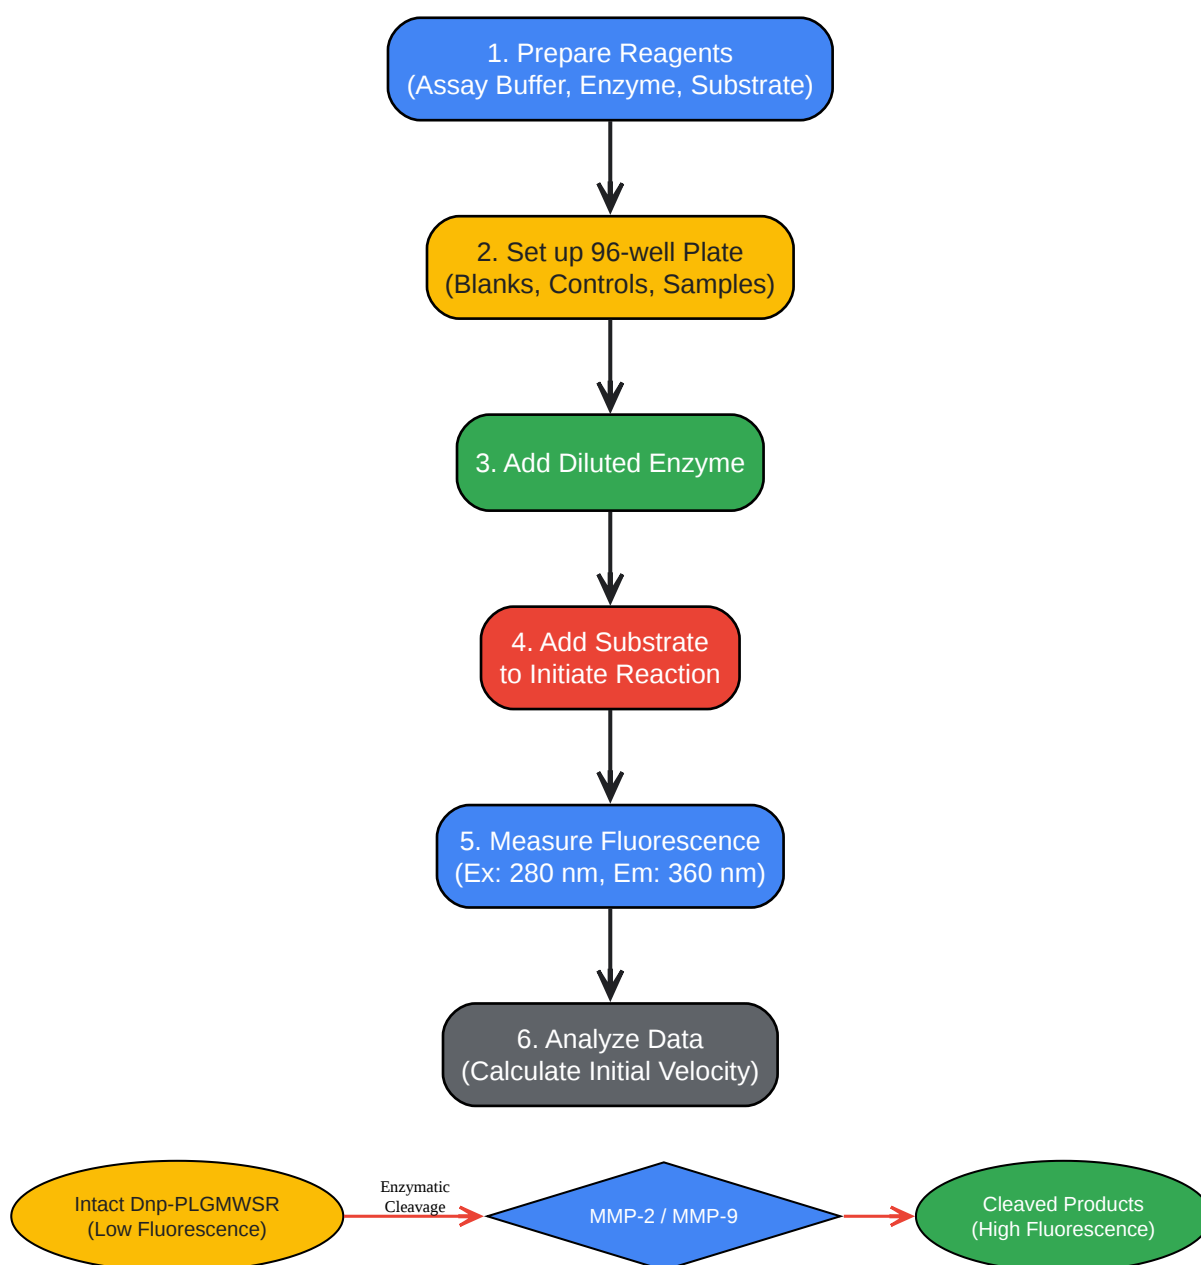 1. Prepare Reagents
(Assay Buffer, Enzyme, Substrate)
2. Set up 96-well Plate
(Blanks, Controls, Samples)
3. Add Diluted Enzyme
4. Add Substrate
to Initiate Reaction
5. Measure Fluorescence
(Ex: 280 nm, Em: 360 nm)
6. Analyze Data
(Calculate Initial Velocity)
Intact Dnp-PLGMWSR
(Low Fluorescence)
Enzymatic
Cleavage
MMP-2 / MMP-9
Cleaved Products
(High Fluorescence)